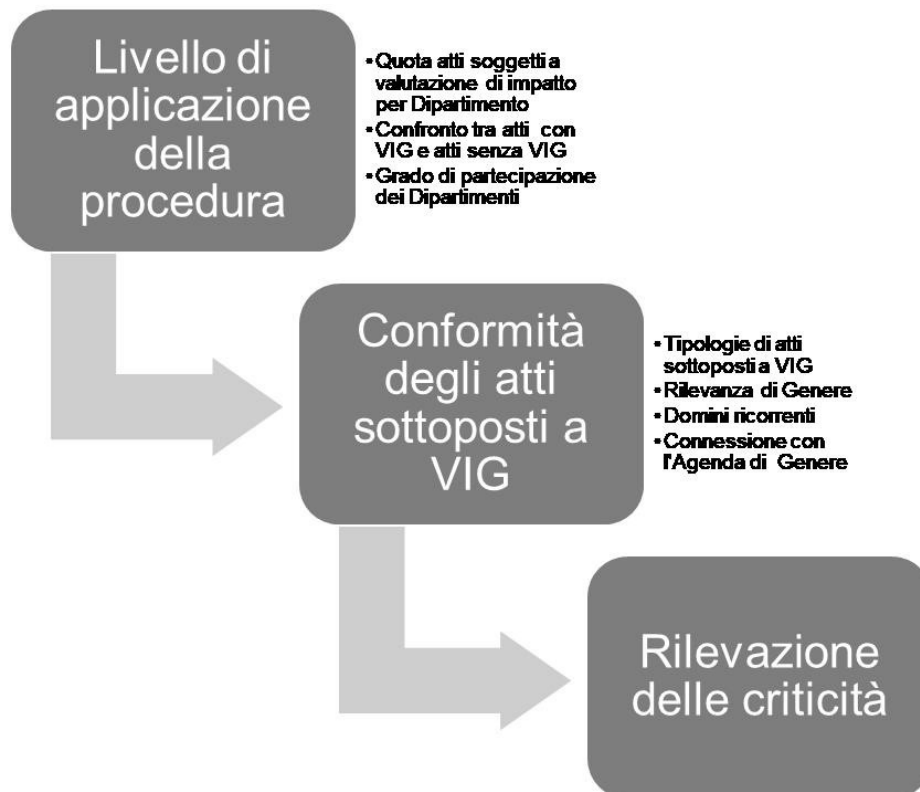 Livello di
applicazione
della
procedura
•Quota atti soggetti a
valutazione di impatto
per Dipartimento
•Confronto tra atti con
VIG e atti senza VIG
•Grado di partecipazione
dei Dipartimenti
Conformità
degli atti
sottoposti a
VIG
•Tipologie di atti
sottoposti a VIG
•Rilevanza di Genere
•Domini ricorrenti
•Connessione con
l'Agenda di Genere
Rilevazione
delle criticità